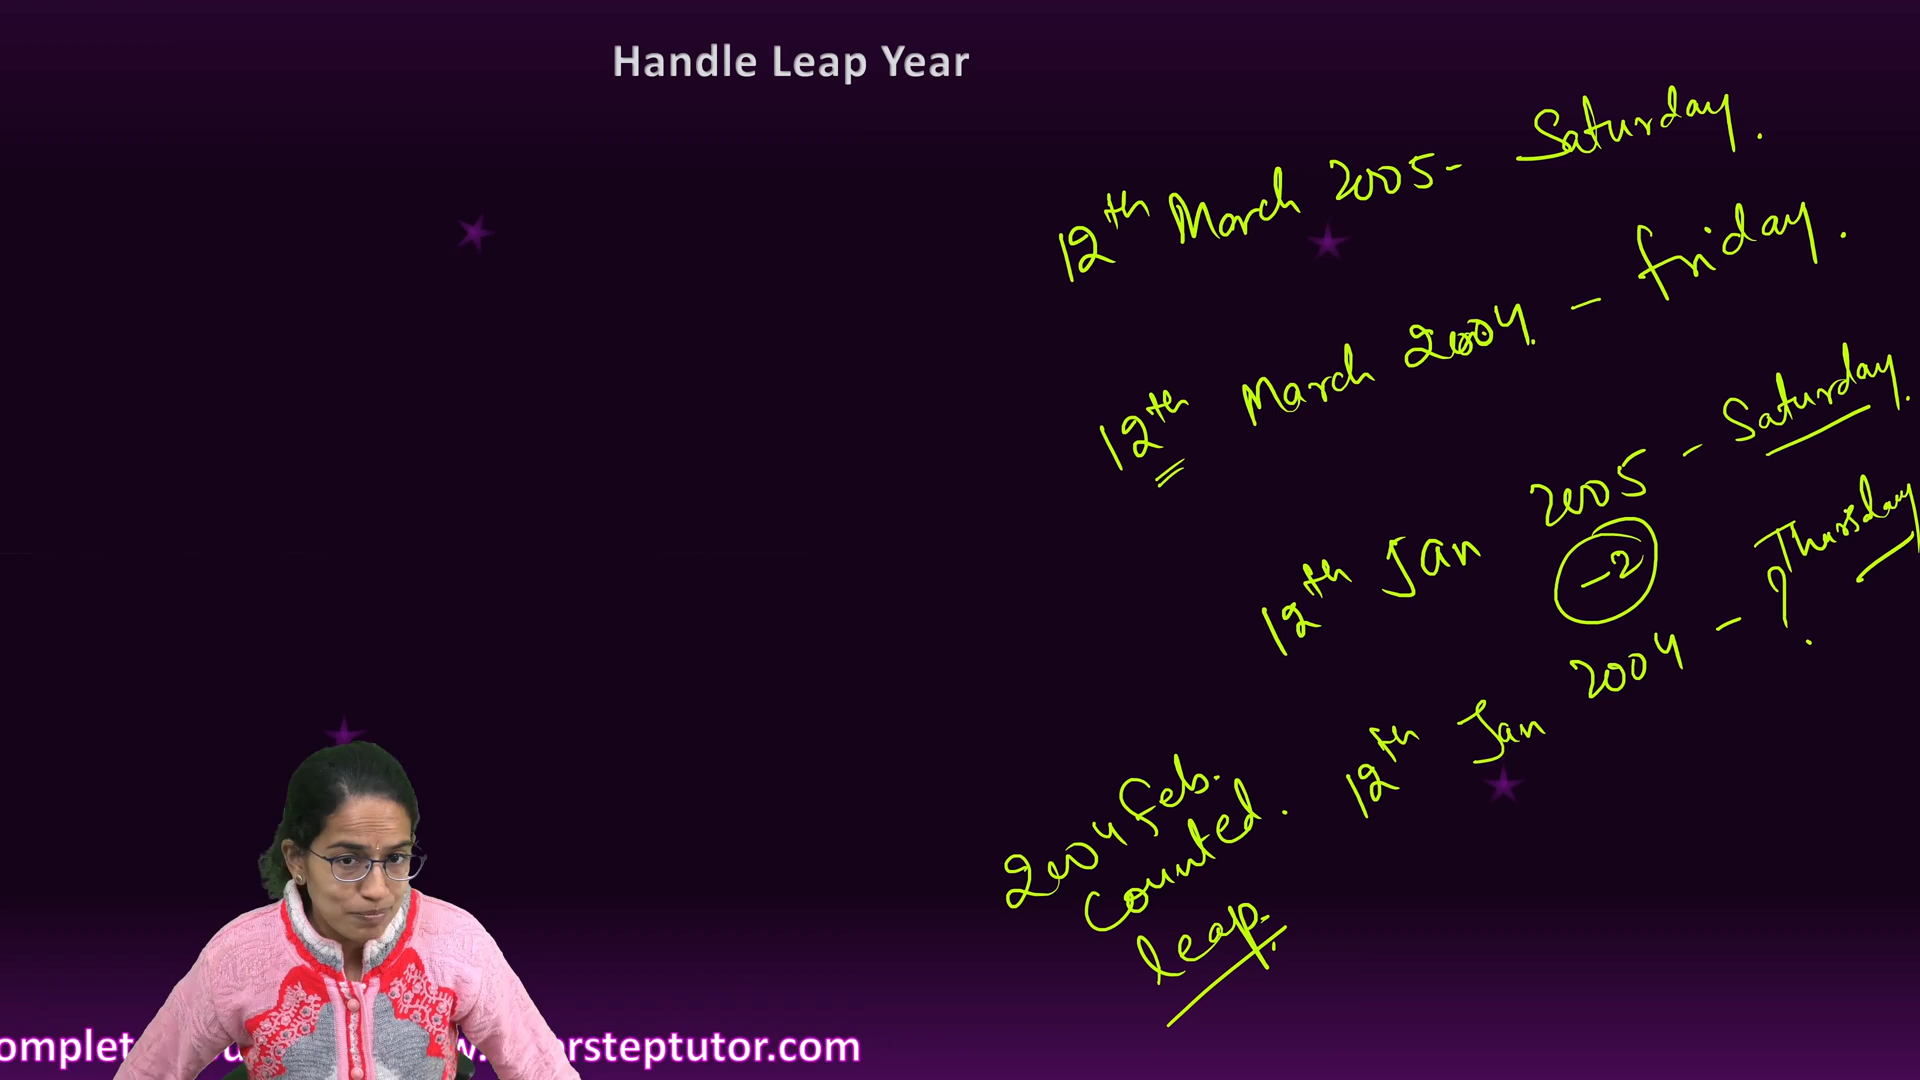 Handle Leap Year
12th March 2005 - Saturday.
12th March 2004. - friday.
12th Jan 2005 - Saturday.
-2
12th Jan 2004 - ? Thursday
2004 Feb.
Counted.
leap.
orsteptutor.com